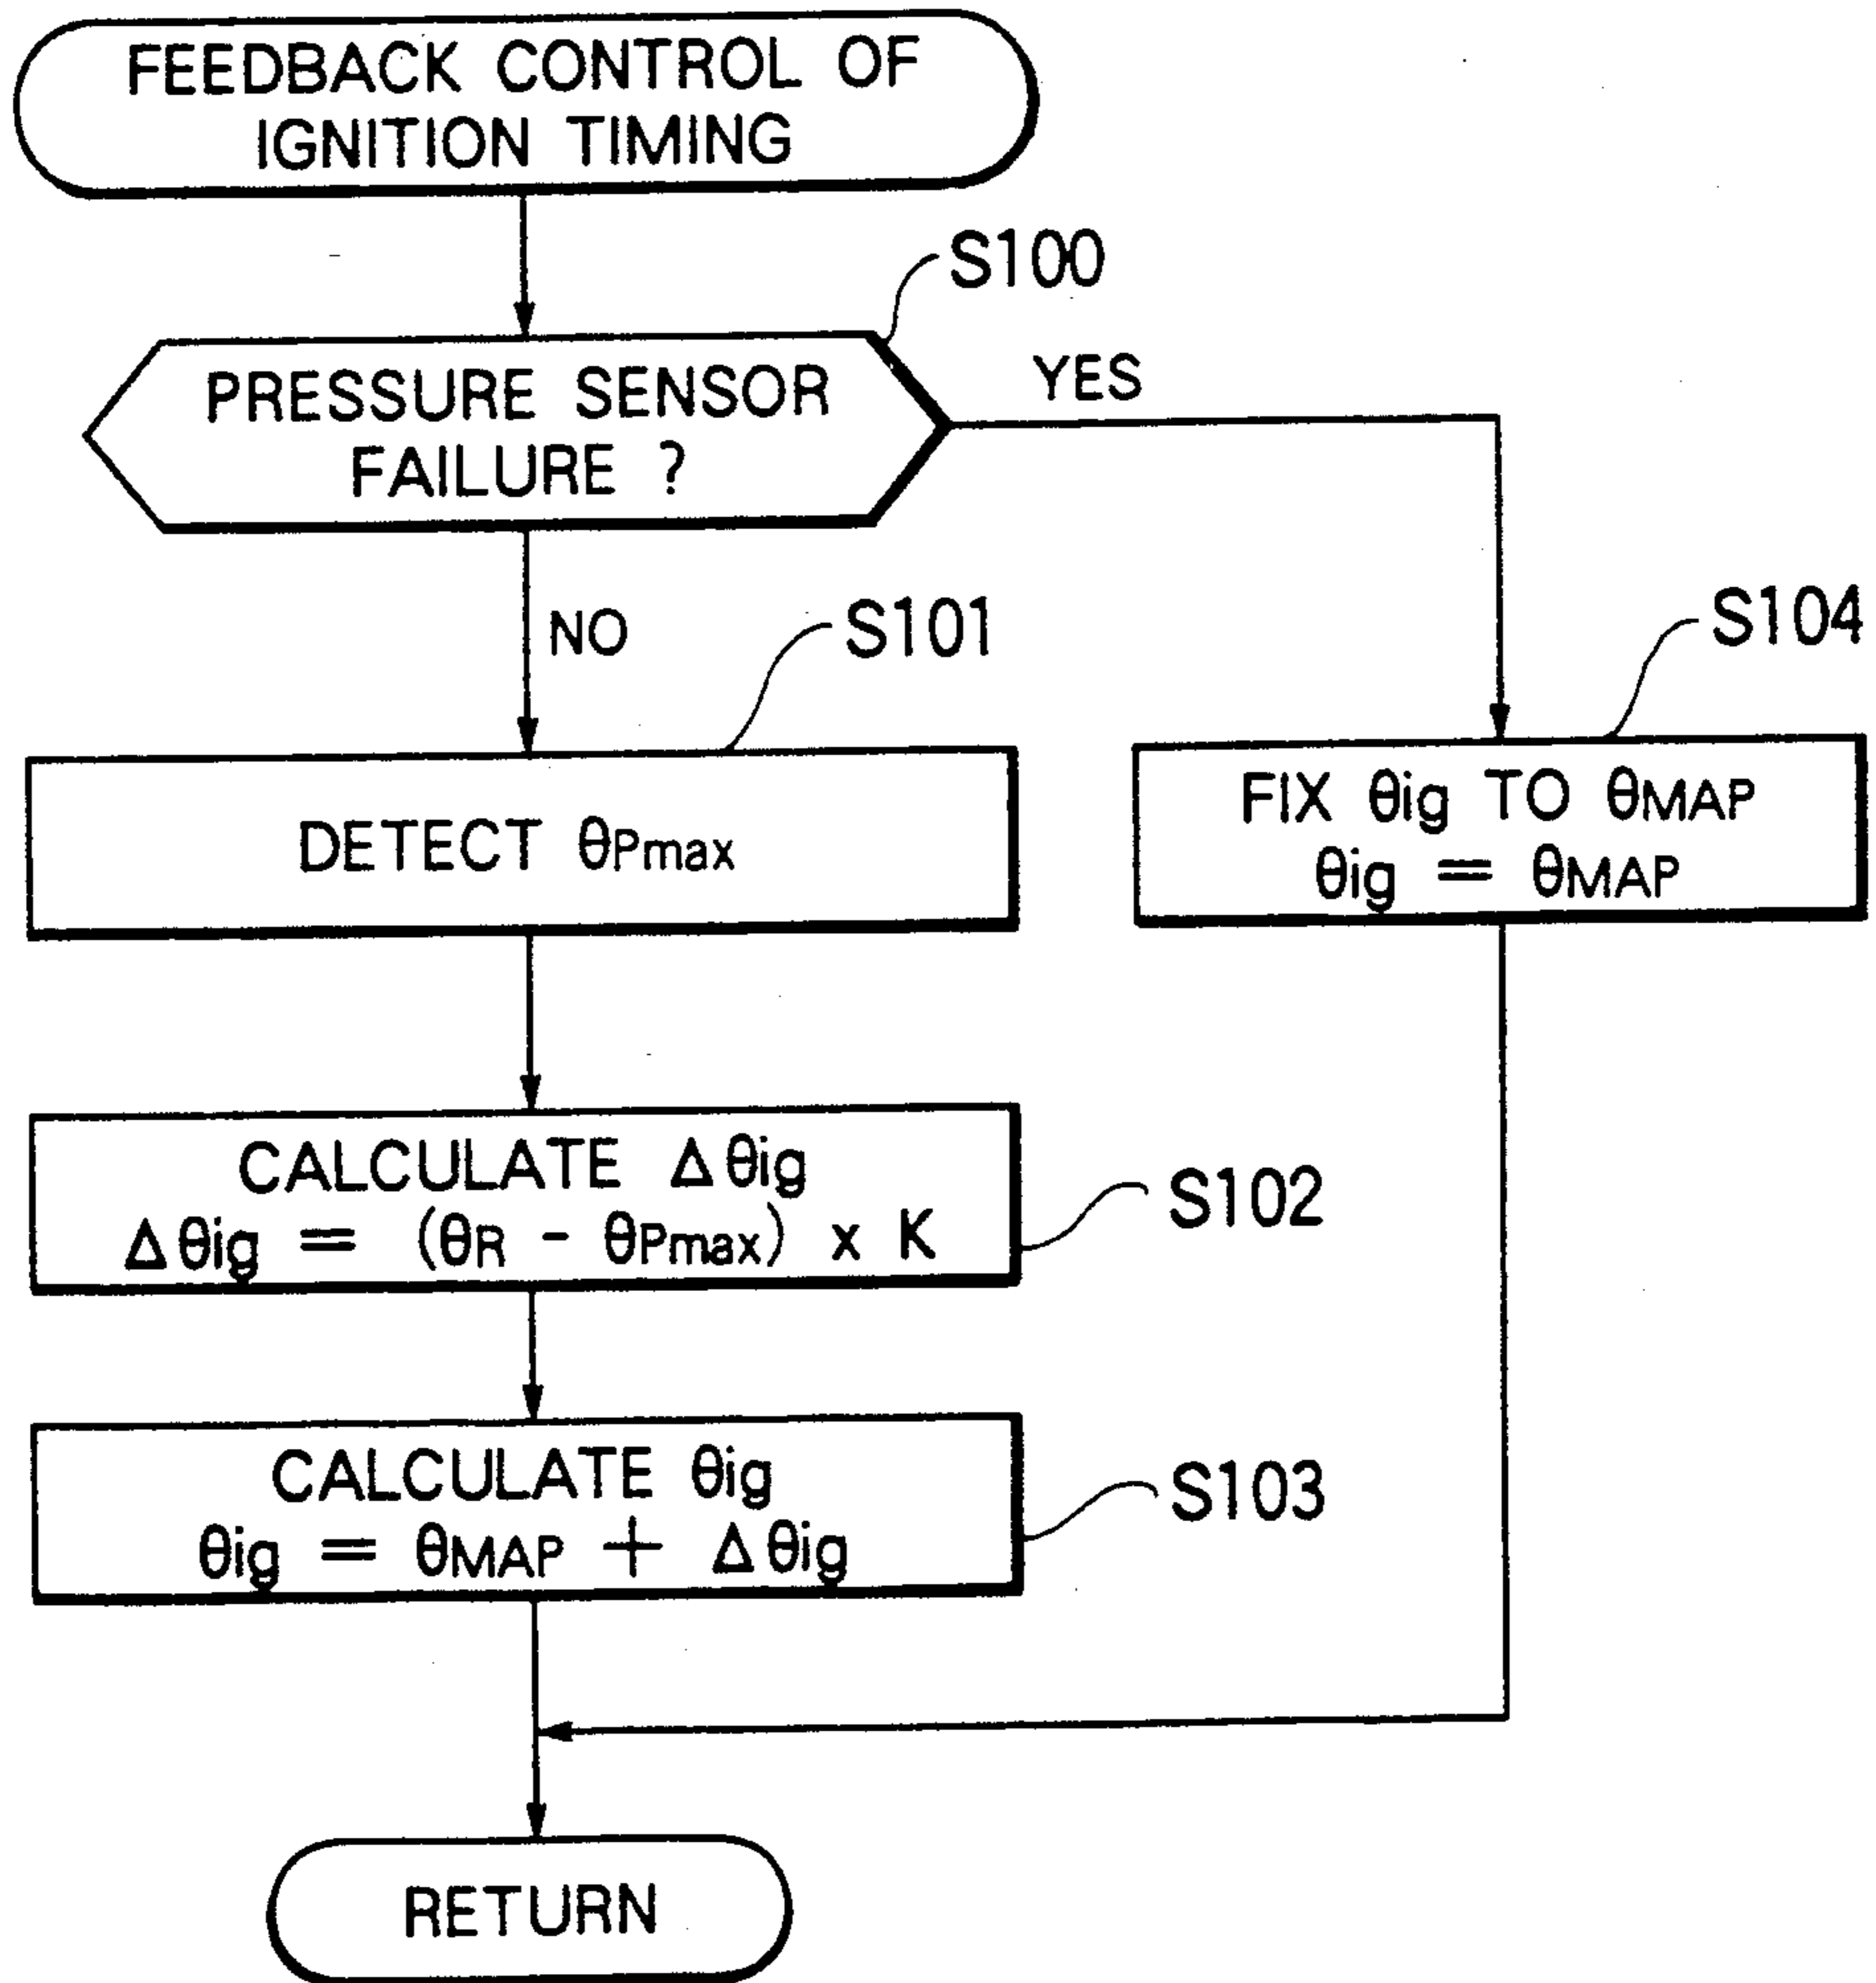 FEEDBACK CONTROL OF
IGNITION TIMING
S100
PRESSURE SENSOR
FAILURE ?
YES
NO
S101
S104
DETECT θPmax
FIX θig TO θMAP
θig = θMAP
CALCULATE Δθig
Δθig = (θR - θPmax) x K
S102
CALCULATE θig
θig = θMAP + Δθig
S103
RETURN